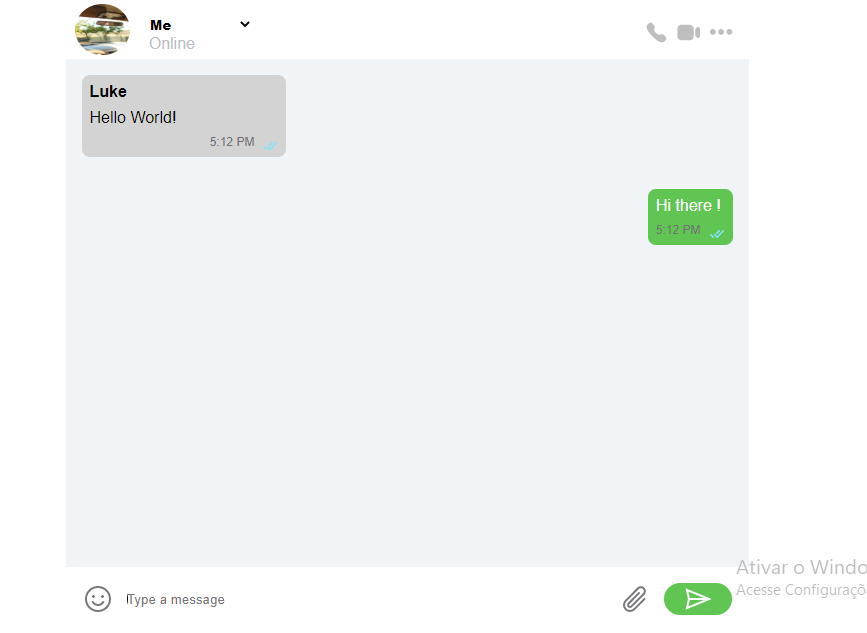 Me
Online
Luke
Hello World!
5:12 PM
Hi there !
5:12 PM
Type a message
Ativar o Windo
Acesse Configuraçõ